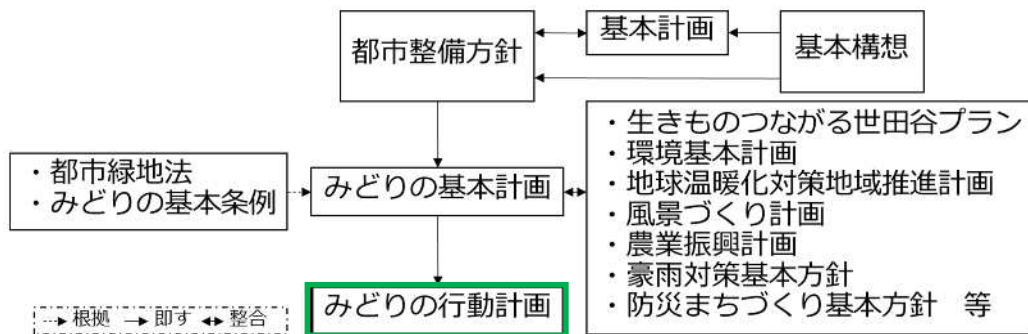 都市整備方針
基本計画
基本構想
・都市緑地法
・みどりの基本条例
みどりの基本計画
・生きものつながる世田谷プラン
・環境基本計画
・地球温暖化対策地域推進計画
・風景づくり計画
・農業振興計画
・豪雨対策基本方針
・防災まちづくり基本方針　等
みどりの行動計画
根拠 即す 整合